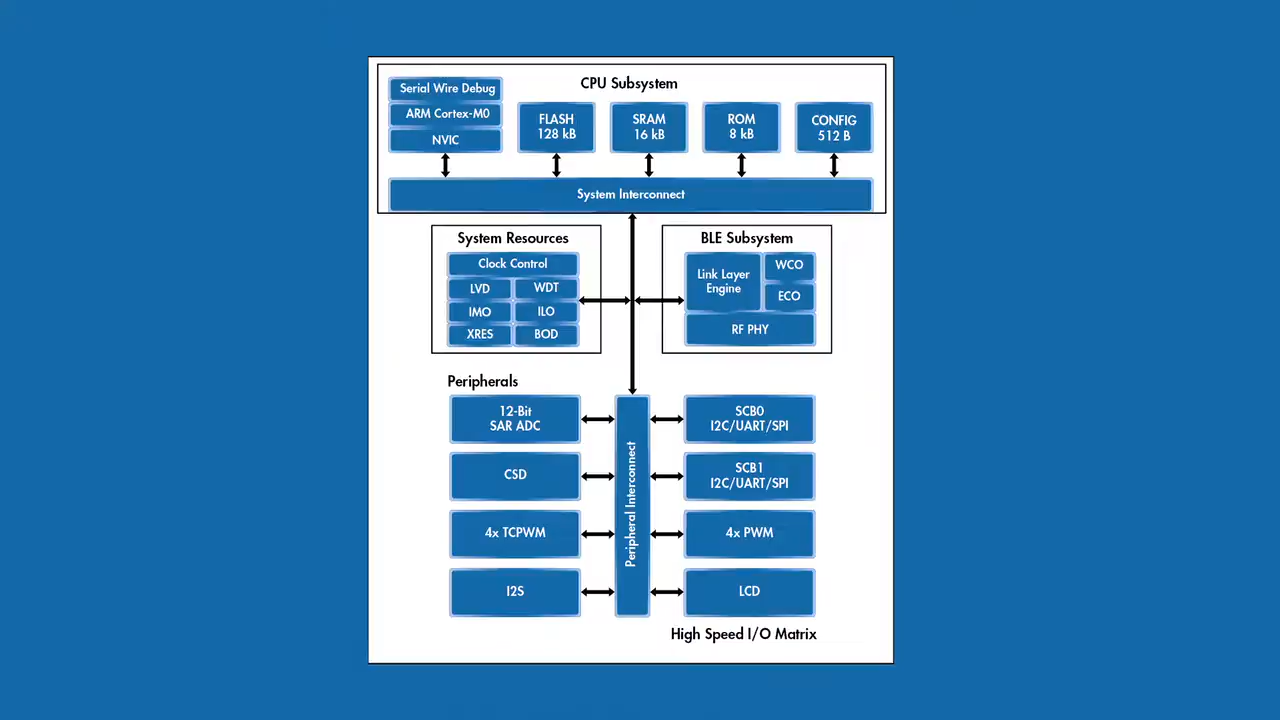 CPU Subsystem
Serial Wire Debug
ARM Cortex-M0
NVIC
FLASH
128 kB
SRAM
16 kB
ROM
8 kB
CONFIG
512 B
System Interconnect
System Resources
Clock Control
LVD
WDT
IMO
ILO
XRES
BOD
BLE Subsystem
Link Layer
Engine
WCO
ECO
RF PHY
Peripherals
12-Bit
SAR ADC
CSD
4x TCPWM
I2S
Peripheral Interconnect
SCB0
I2C/UART/SPI
SCB1
I2C/UART/SPI
4x PWM
LCD
High Speed I/O Matrix